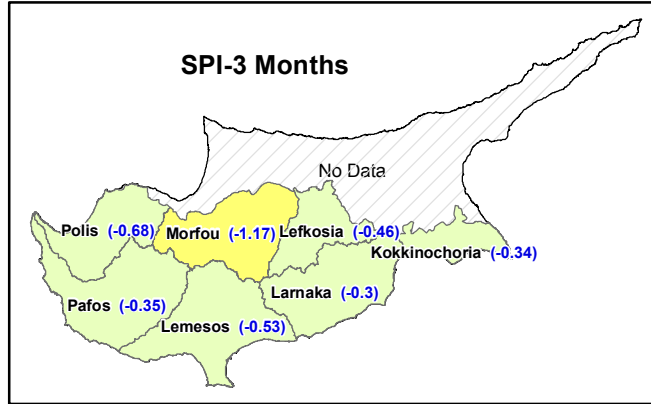 SPI-3 Months
No Data
Polis (-0.68)
Morfou (-1.17)
Lefkosia (-0.46)
Kokkinochoria (-0.34)
Pafos (-0.35)
Larnaka (-0.3)
Lemesos (-0.53)